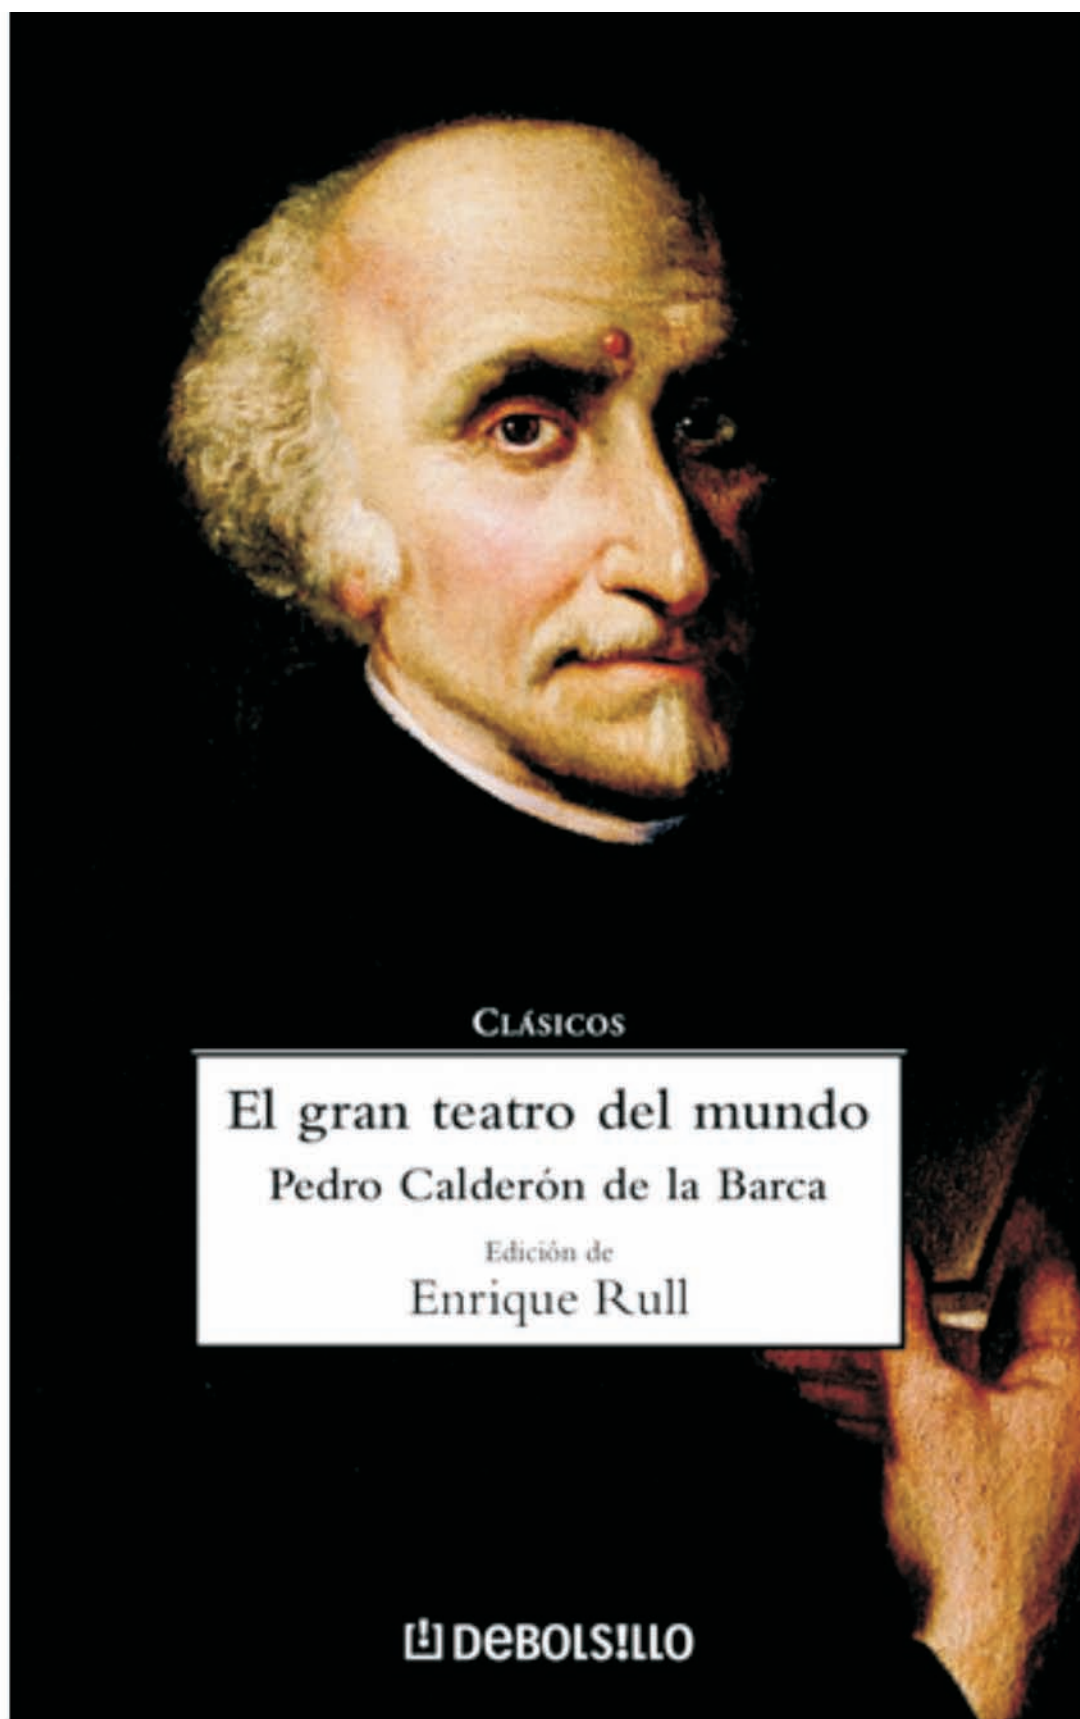 CLÁSICOS
El gran teatro del mundo
Pedro Calderón de la Barca
Edición de
Enrique Rull
[!] DeBOLS!LLO